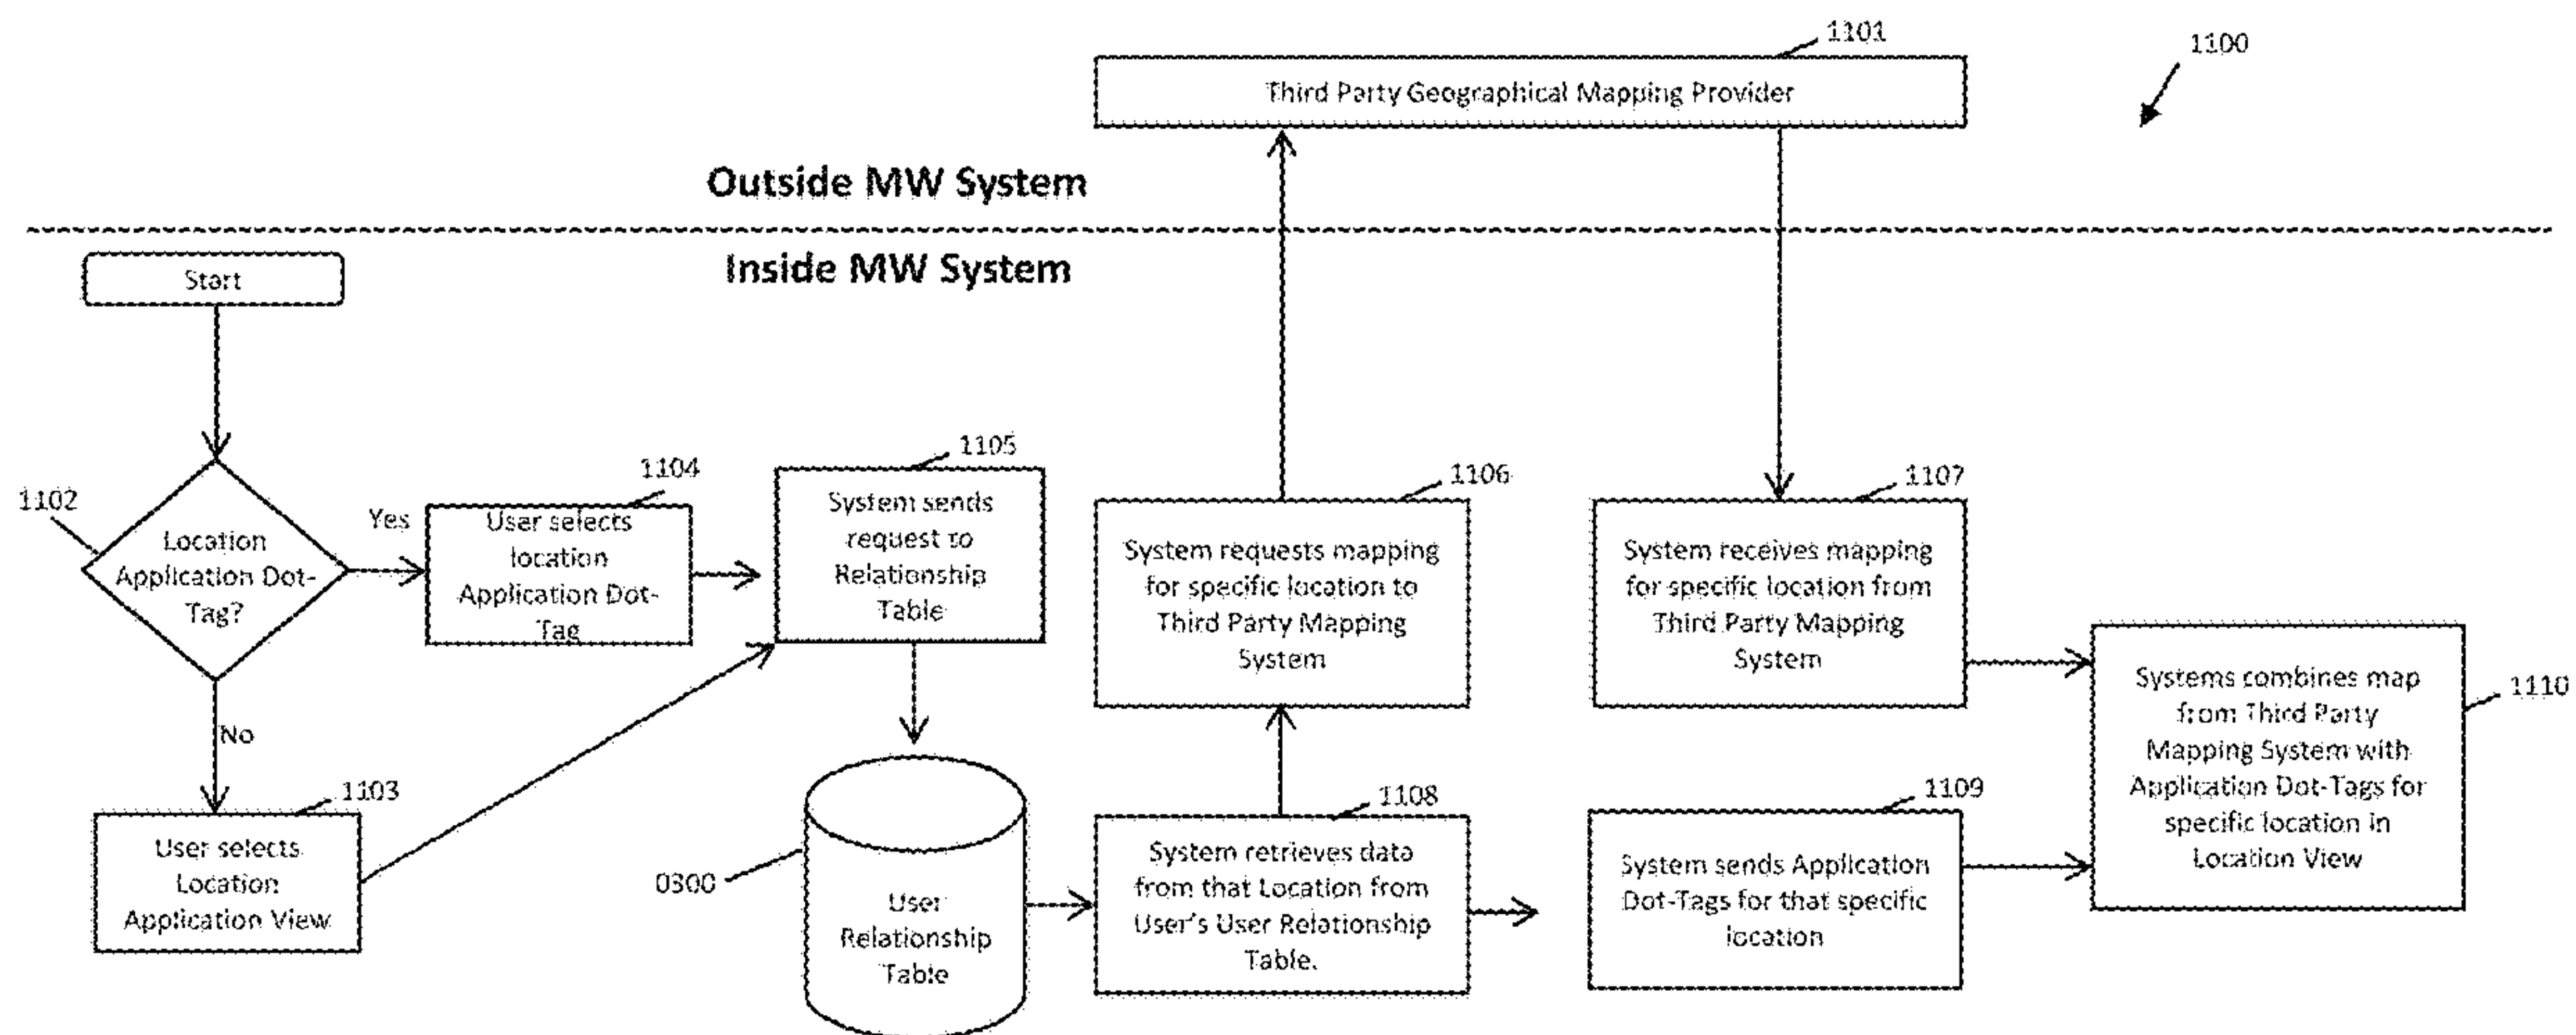 1101
1100
Third Party Geographical Mapping Provider
Outside MW System
Inside MW System
Start
1102
Location
Application Dot-
Tag?
Yes
No
1104
User selects
location
Application Dot-
Tag
1103
User selects
Location
Application View
1105
System sends
request to
Relationship
Table
0300
User
Relationship
Table
1106
System requests mapping
for specific location to
Third Party Mapping
System
1108
System retrieves data
from that Location from
User's User Relationship
Table.
1107
System receives mapping
for specific location from
Third Party Mapping
System
1109
System sends Application
Dot-Tags for that specific
location
1110
Systems combines map
from Third Party
Mapping System with
Application Dot-Tags for
specific location in
Location View